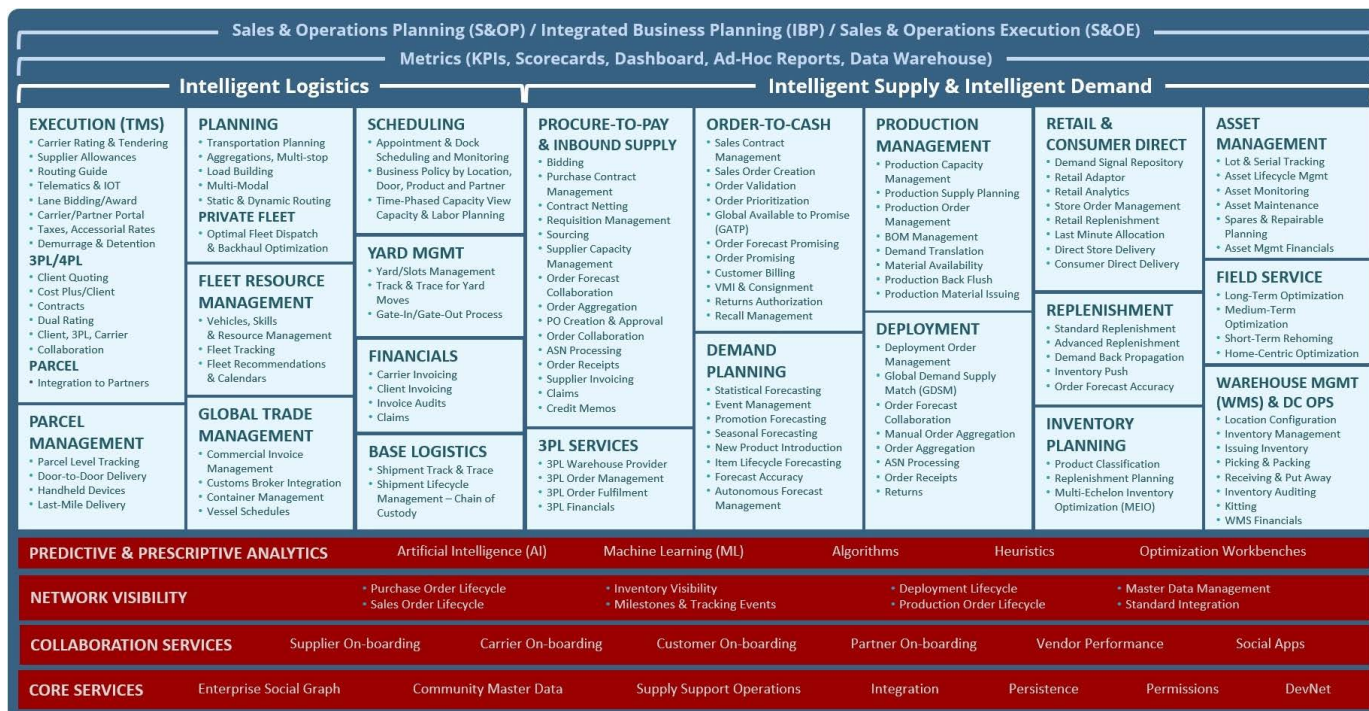 Sales & Operations Planning (S&OP) / Integrated Business Planning (IBP) / Sales & Operations Execution (S&OE)
Metrics (KPIs, Scorecards, Dashboard, Ad-Hoc Reports, Data Warehouse)
Intelligent Logistics
Intelligent Supply & Intelligent Demand
EXECUTION (TMS)
• Carrier Rating & Tendering
• Supplier Allowances
• Routing Guide
• Telematics & IOT
• Lane Bidding/Award
• Carrier/Partner Portal
• Taxes, Accessorial Rates
• Demurrage & Detention
3PL/4PL
• Client Quoting
• Cost Plus/Client
• Contracts
• Dual Rating
• Client, 3PL, Carrier
• Collaboration
PARCEL
• Integration to Partners
PARCEL
MANAGEMENT
• Parcel Level Tracking
• Door-to-Door Delivery
• Handheld Devices
• Last-Mile Delivery
PLANNING
• Transportation Planning
• Aggregations, Multi-stop
• Load Building
• Multi-Modal
• Static & Dynamic Routing
PRIVATE FLEET
• Optimal Fleet Dispatch
& Backhaul Optimization
FLEET RESOURCE
MANAGEMENT
• Vehicles, Skills
& Resource Management
• Fleet Tracking
• Fleet Recommendations
& Calendars
GLOBAL TRADE
MANAGEMENT
• Commercial Invoice
Management
• Customs Broker Integration
• Container Management
• Vessel Schedules
SCHEDULING
• Appointment & Dock
Scheduling and Monitoring
• Business Policy by Location,
Door, Product and Partner
• Time-Phased Capacity View
Capacity & Labor Planning
YARD MGMT
• Yard/Slots Management
• Track & Trace for Yard
Moves
• Gate-In/Gate-Out Process
FINANCIALS
• Carrier Invoicing
• Client Invoicing
• Invoice Audits
• Claims
BASE LOGISTICS
• Shipment Track & Trace
• Shipment Lifecycle
Management – Chain of
Custody
PROCURE-TO-PAY
& INBOUND SUPPLY
• Bidding
• Purchase Contract
Management
• Contract Netting
• Requisition Management
• Sourcing
• Supplier Capacity
Management
• Order Forecast
Collaboration
• Order Aggregation
• PO Creation & Approval
• Order Collaboration
• ASN Processing
• Order Receipts
• Supplier Invoicing
• Claims
• Credit Memos
3PL SERVICES
• 3PL Warehouse Provider
• 3PL Order Management
• 3PL Order Fulfilment
• 3PL Financials
ORDER-TO-CASH
• Sales Contract
Management
• Sales Order Creation
• Order Validation
• Order Prioritization
• Global Available to Promise
(GATP)
• Order Forecast Promising
• Order Promising
• Customer Billing
• VMI & Consignment
• Returns Authorization
• Recall Management
DEMAND
PLANNING
• Statistical Forecasting
• Event Management
• Promotion Forecasting
• Seasonal Forecasting
• New Product Introduction
• Item Lifecycle Forecasting
• Forecast Accuracy
• Autonomous Forecast
Management
PRODUCTION
MANAGEMENT
• Production Capacity
Management
• Production Supply Planning
• Production Order
Management
• BOM Management
• Demand Translation
• Material Availability
• Production Back Flush
• Production Material Issuing
DEPLOYMENT
• Deployment Order
Management
• Global Demand Supply
Match (GDSM)
• Order Forecast
Collaboration
• Manual Order Aggregation
• Order Aggregation
• ASN Processing
• Order Receipts
• Returns
RETAIL &
CONSUMER DIRECT
• Demand Signal Repository
• Retail Adaptor
• Retail Analytics
• Store Order Management
• Retail Replenishment
• Last Minute Allocation
• Direct Store Delivery
• Consumer Direct Delivery
REPLENISHMENT
• Standard Replenishment
• Advanced Replenishment
• Demand Back Propagation
• Inventory Push
• Order Forecast Accuracy
INVENTORY
PLANNING
• Product Classification
• Replenishment Planning
• Multi-Echelon Inventory
Optimization (MEIO)
ASSET
MANAGEMENT
• Lot & Serial Tracking
• Asset Lifecycle Mgmt
• Asset Monitoring
• Asset Maintenance
• Spares & Repairable
Planning
• Asset Mgmt Financials
FIELD SERVICE
• Long-Term Optimization
• Medium-Term
Optimization
• Short-Term Rehoming
• Home-Centric Optimization
WAREHOUSE MGMT
(WMS) & DC OPS
• Location Configuration
• Inventory Management
• Issuing Inventory
• Picking & Packing
• Receiving & Put Away
• Inventory Auditing
• Kitting
• WMS Financials
PREDICTIVE & PRESCRIPTIVE ANALYTICS Artificial Intelligence (AI) Machine Learning (ML) Algorithms Heuristics Optimization Workbenches
NETWORK VISIBILITY
• Purchase Order Lifecycle • Inventory Visibility • Deployment Lifecycle • Master Data Management
• Sales Order Lifecycle • Milestones & Tracking Events • Production Order Lifecycle • Standard Integration
COLLABORATION SERVICES Supplier On-boarding Carrier On-boarding Customer On-boarding Partner On-boarding Vendor Performance Social Apps
CORE SERVICES Enterprise Social Graph Community Master Data Supply Support Operations Integration Persistence Permissions DevNet